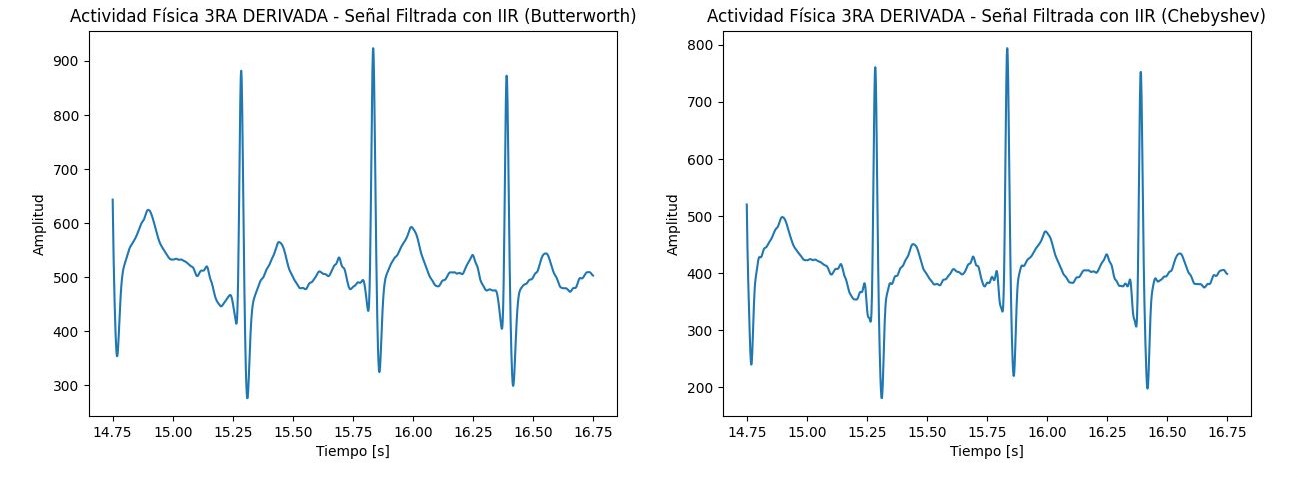 Actividad Física 3RA DERIVADA - Señal Filtrada con IIR (Butterworth)
900
800
700
600
500
400
300
Amplitud
14.75 15.00 15.25 15.50 15.75 16.00 16.25 16.50 16.75
Tiempo [s]
Actividad Física 3RA DERIVADA - Señal Filtrada con IIR (Chebyshev)
800
700
600
500
400
300
200
Amplitud
14.75 15.00 15.25 15.50 15.75 16.00 16.25 16.50 16.75
Tiempo [s]